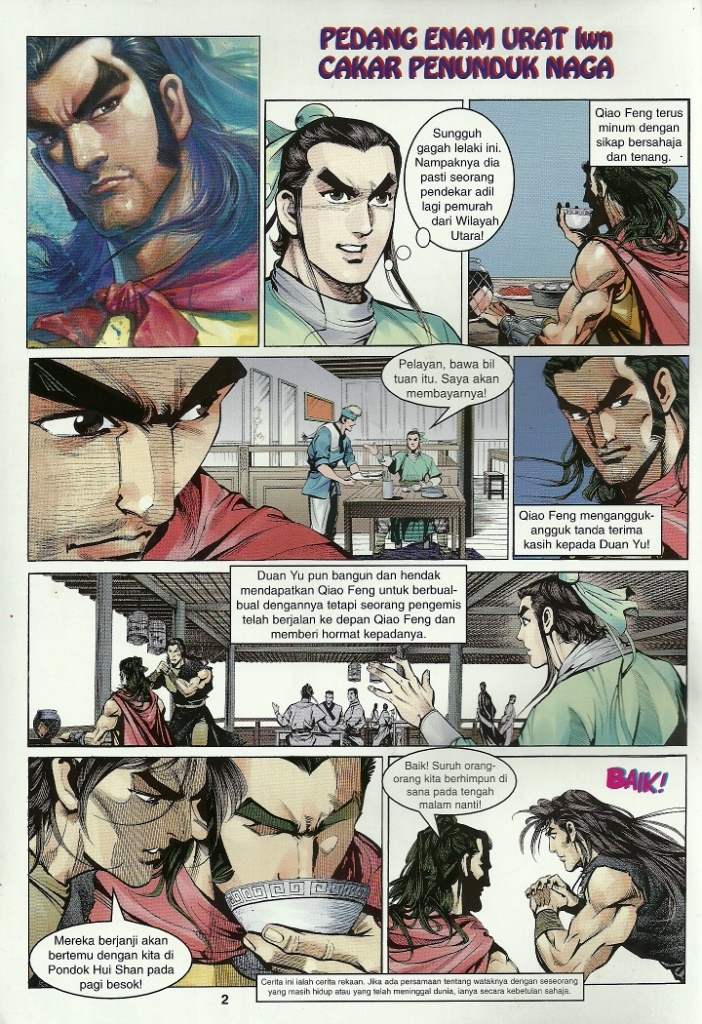 PEDANG ENAM URAT lwn
CAKAR PENUNDUK NAGA
Sungguh
gagah lelaki ini.
Nampaknya dia
pasti seorang
pendekar adil
lagi pemurah
dari Wilayah
Utara!
Qiao Feng terus
minum dengan
sikap bersahaja
dan tenang.
Pelayan, bawa bil
tuan itu. Saya akan
membayarnya!
Qiao Feng mengangguk-
angguk tanda terima
kasih kepada Duan Yu!
Duan Yu pun bangun dan hendak
mendapatkan Qiao Feng untuk berbual-
bual dengannya tetapi seorang pengemis
telah berjalan ke depan Qiao Feng dan
memberi hormat kepadanya.
Mereka berjanji akan
bertemu dengan kita di
Pondok Hui Shan pada
pagi besok!
Baik! Suruh orang-
orang kita berhimpun di
sana pada tengah
malam nanti!
BAIK!
2
Cerita ini ialah cerita rekaan. Jika ada persamaan tentang wataknya dengan seseorang
yang masih hidup atau yang telah meninggal dunia, ianya secara kebetulan sahaja.